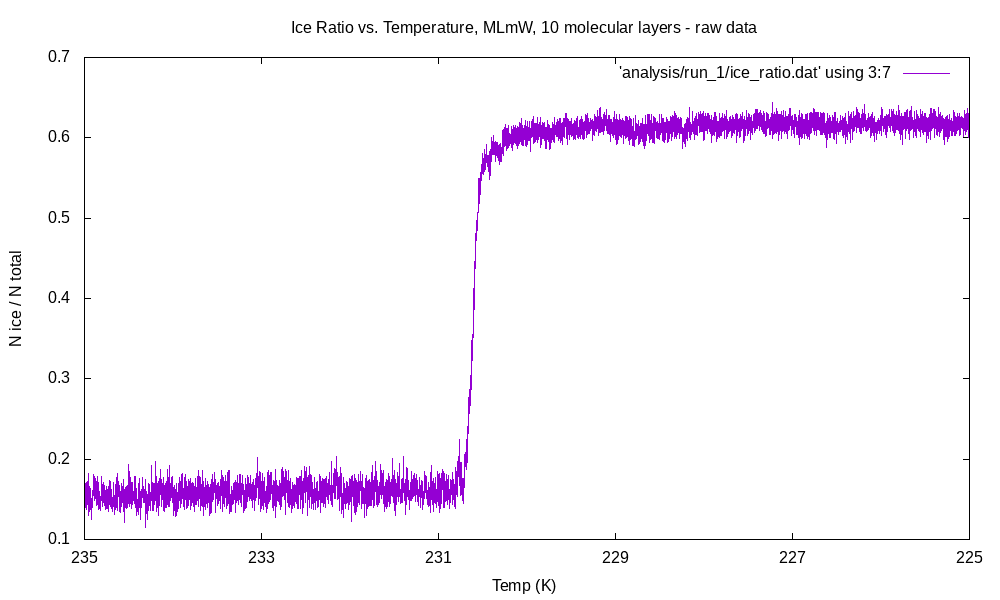 Ice Ratio vs. Temperature, MLmW, 10 molecular layers - raw data
'analysis/run_1/ice_ratio.dat' using 3:7
N ice / N total
0.7
0.6
0.5
0.4
0.3
0.2
0.1
235 233 231 229 227 225
Temp (K)